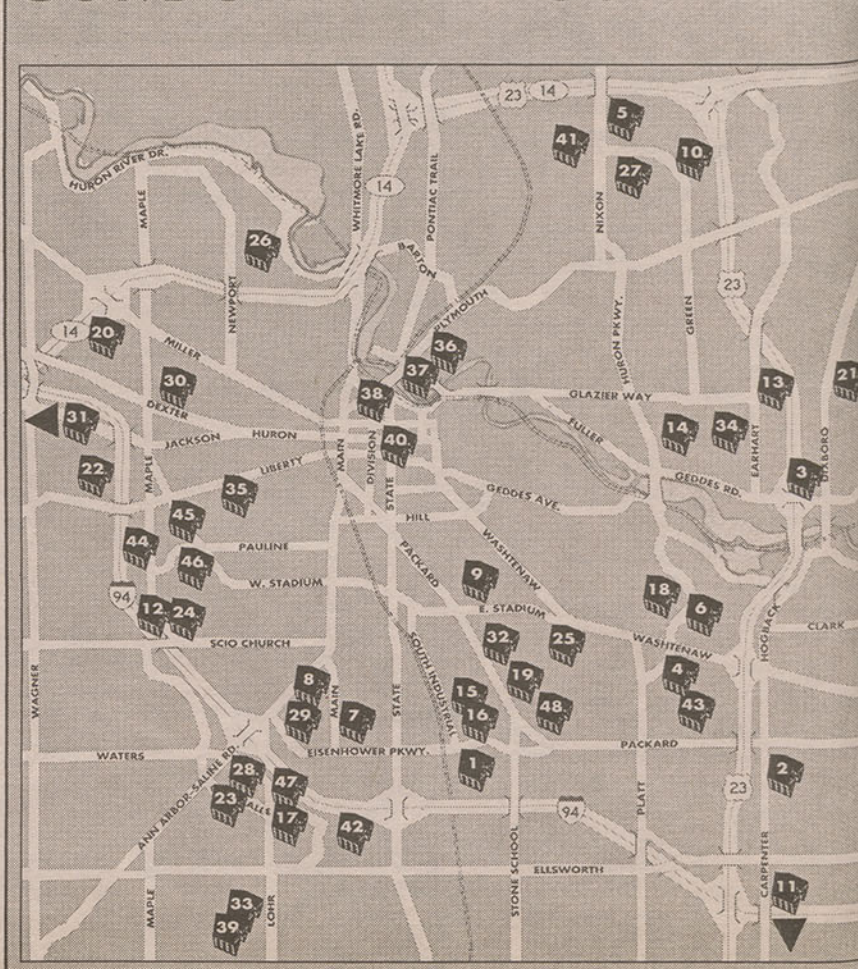 23 14
5
41
10
27
HURON RIVER DR.
WHITMORE LAKE RD.
14
PONTIAC TRAIL
MAPLE
NIXON
26
BARTON
NEWPORT
23
PLYMOUTH
HURON PKWY.
GREEN
14 20
MILLER
36
37
30
13
21
38
GLAZIER WAY
DEXTER
31
JACKSON
HURON
FULLER
14
34
EARHART
DIXBORO
MAIN
DIVISION
STATE
40
LIBERTY
22
MAPLE
35
GEDDES AVE.
GEDDES RD.
3
45
HILL
44
PAULINE
PACKARD
WASHTENAW
46
W. STADIUM
9
94
18
12 24
E. STADIUM
6
HOGBACK
CLARK
SCIO CHURCH
32
25
WASHTENAW
SOUTH INDUSTRIAL
WAGNER
8
MAIN
STATE
19
4
15
29
7
16
48
43
WATERS
EISENHOWER PKWY.
PACKARD
ANN ARBOR-SALINE RD.
28
47
1
2
23
23
17
42
94
PLATT
STONE SCHOOL
CARPENTER
ELLSWORTH
11
33
39
MAPLE
LOHR